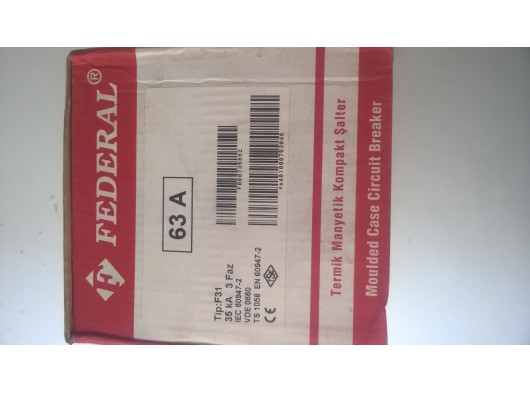 FEDERAL®
63 A
Tip:F31
35 kA 3 Faz
IEC 60947-2
VDE 0660
TS 1058 EN 60947-2
CE
TSE
Termik Manyetik Kompakt Şalter
Moulded Case Circuit Breaker